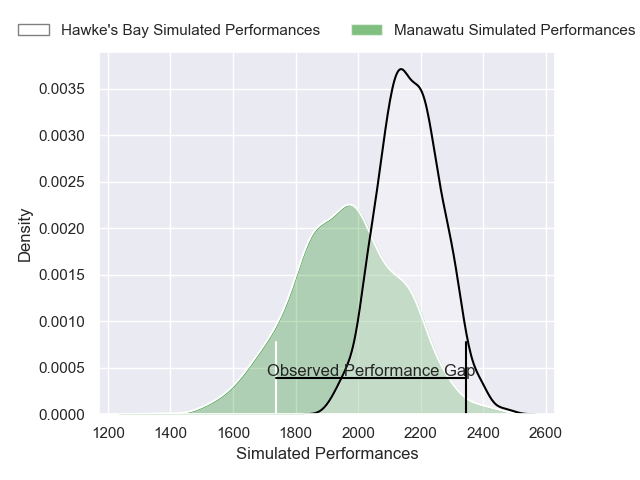 Hawke's Bay Simulated Performances
Manawatu Simulated Performances
0.0035
0.0030
0.0025
0.0020
0.0015
0.0010
0.0005
0.0000
Density
Observed Performance Gap
1200 1400 1600 1800 2000 2200 2400 2600
Simulated Performances